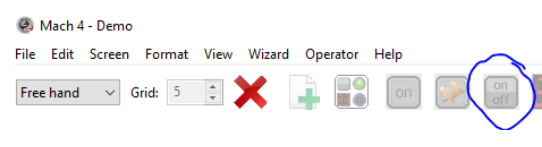 Mach 4 - Demo
File Edit Screen Format View Wizard Operator Help
Free hand Grid: 5 on on
off